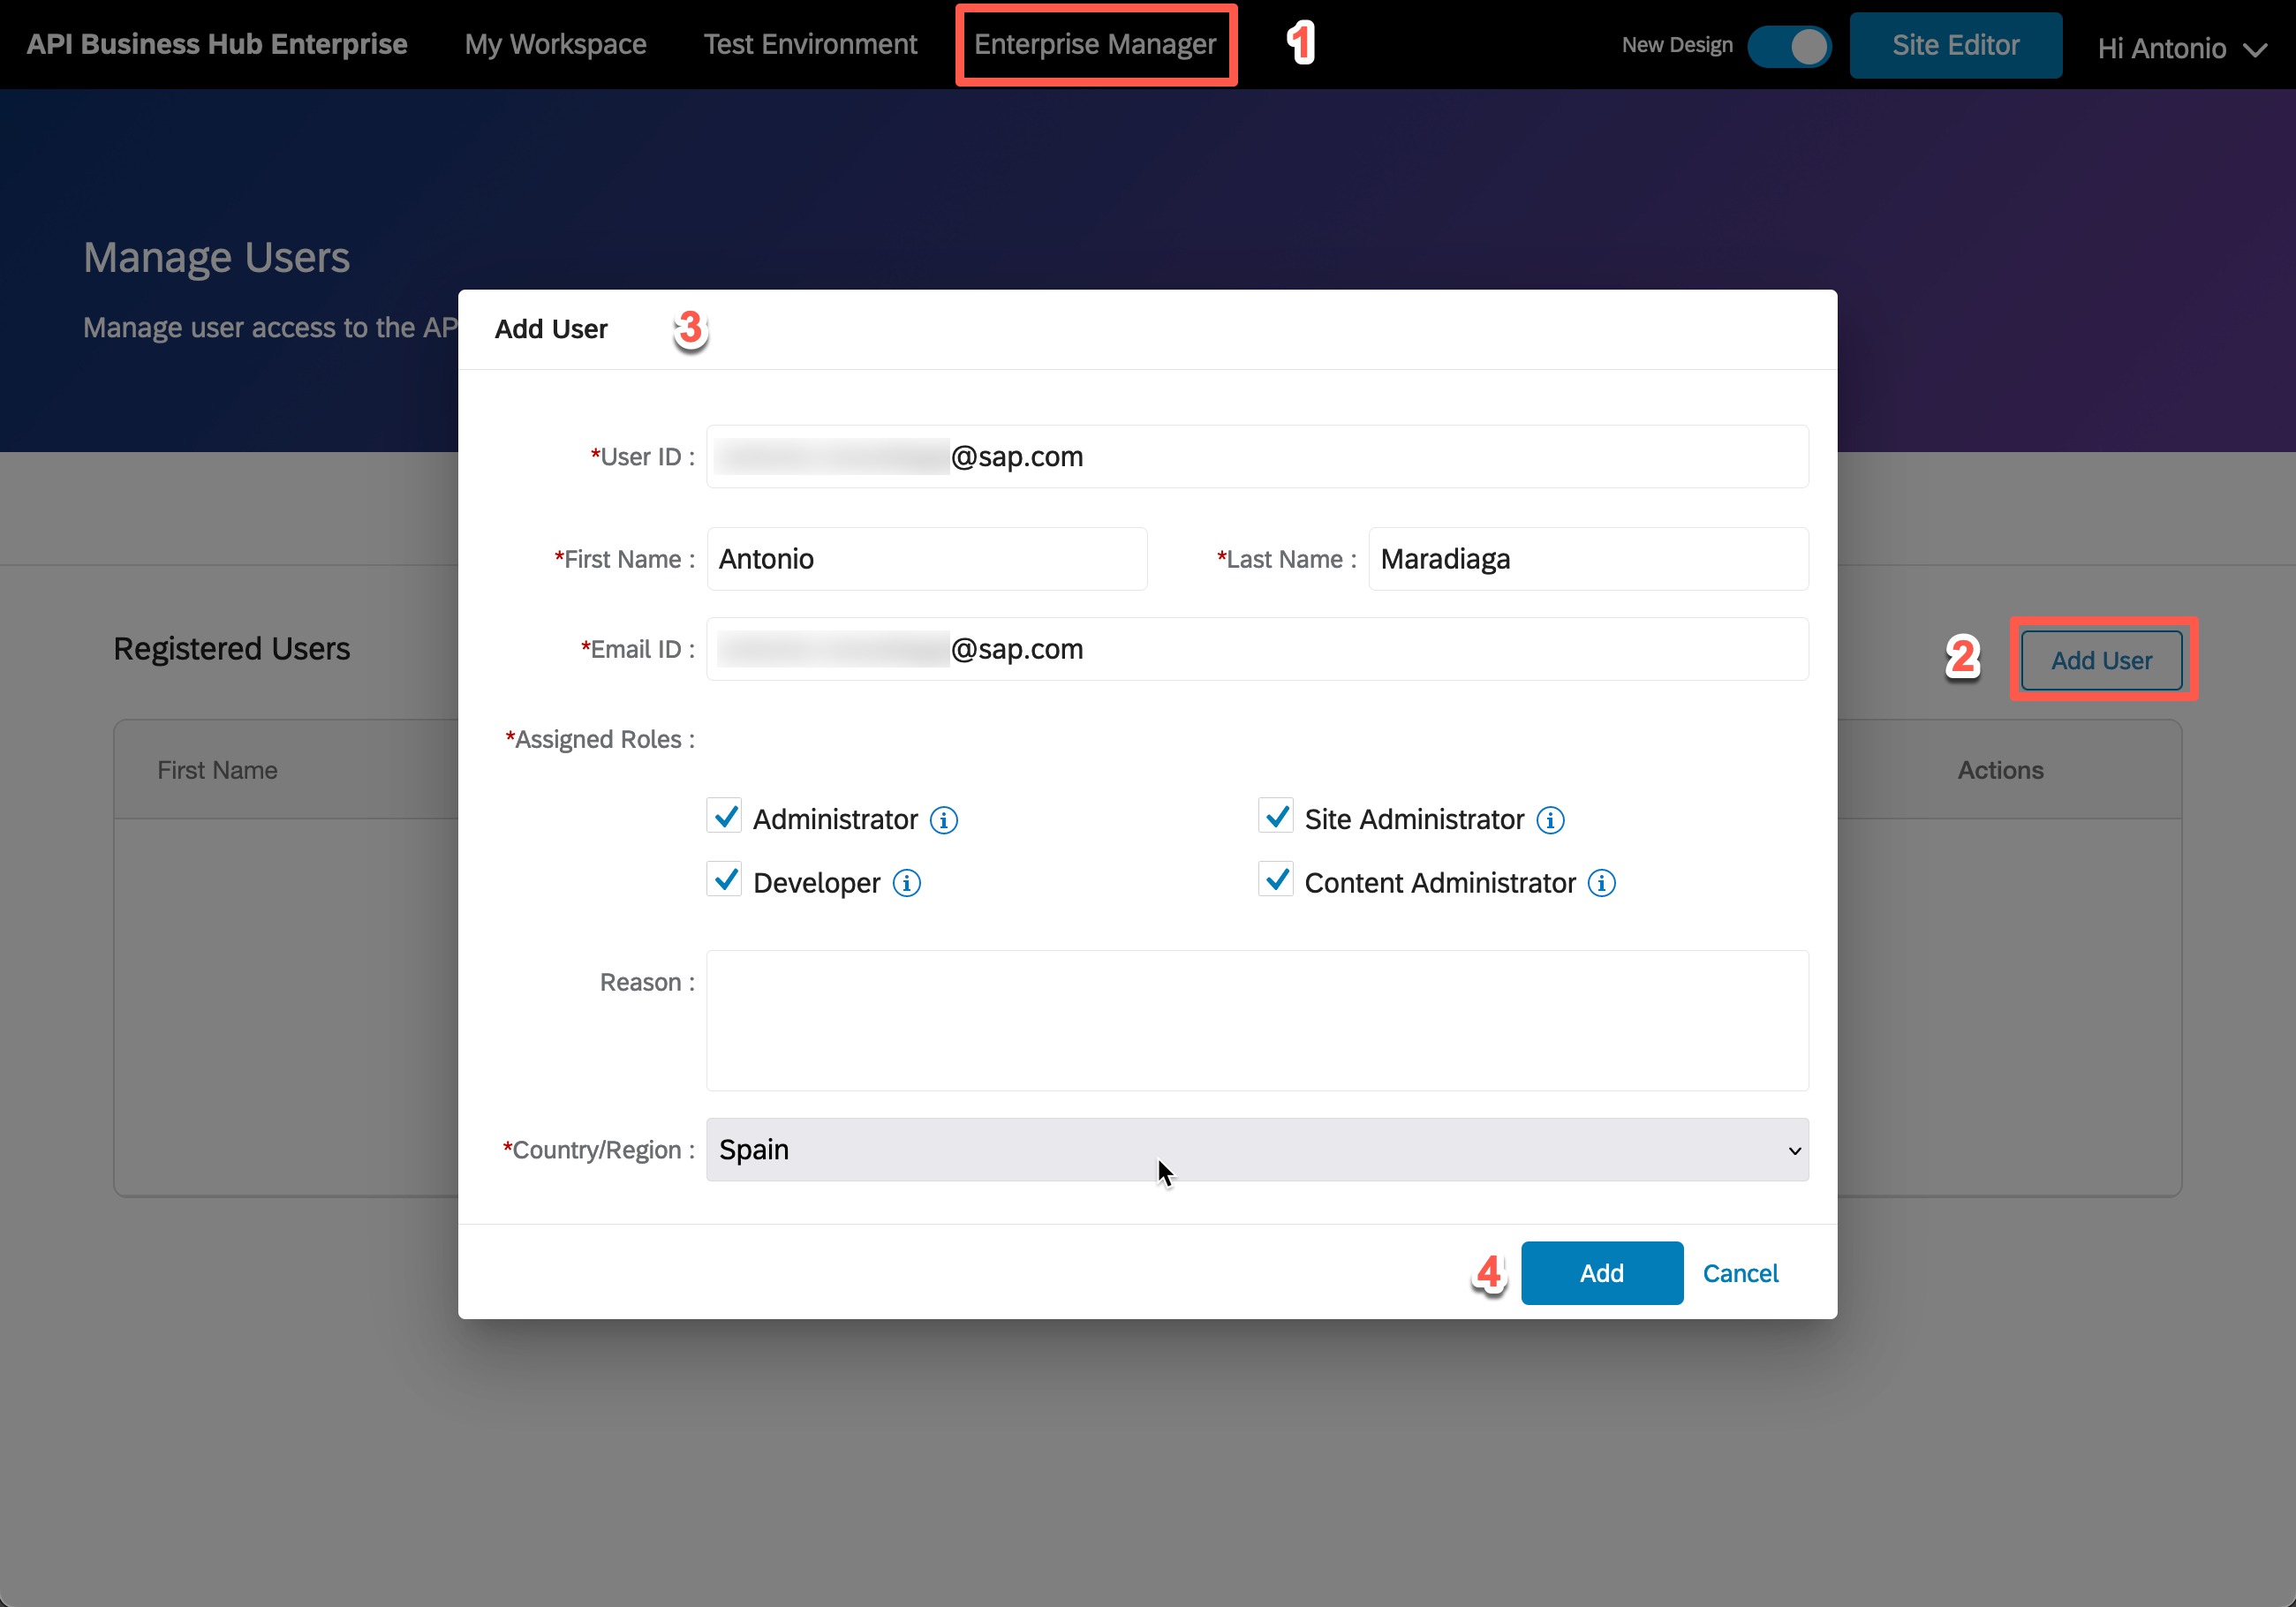 API Business Hub Enterprise My Workspace Test Environment Enterprise Manager 1 New Design Site Editor Hi Antonio
Manage Users
Manage user access to the AP
Add User 3
*User ID : @sap.com
*First Name : Antonio *Last Name : Maradiaga
*Email ID : @sap.com
Registered Users 2 Add User
*Assigned Roles :
First Name Actions
Administrator Site Administrator
Developer Content Administrator
Reason :
*Country/Region : Spain
4 Add Cancel